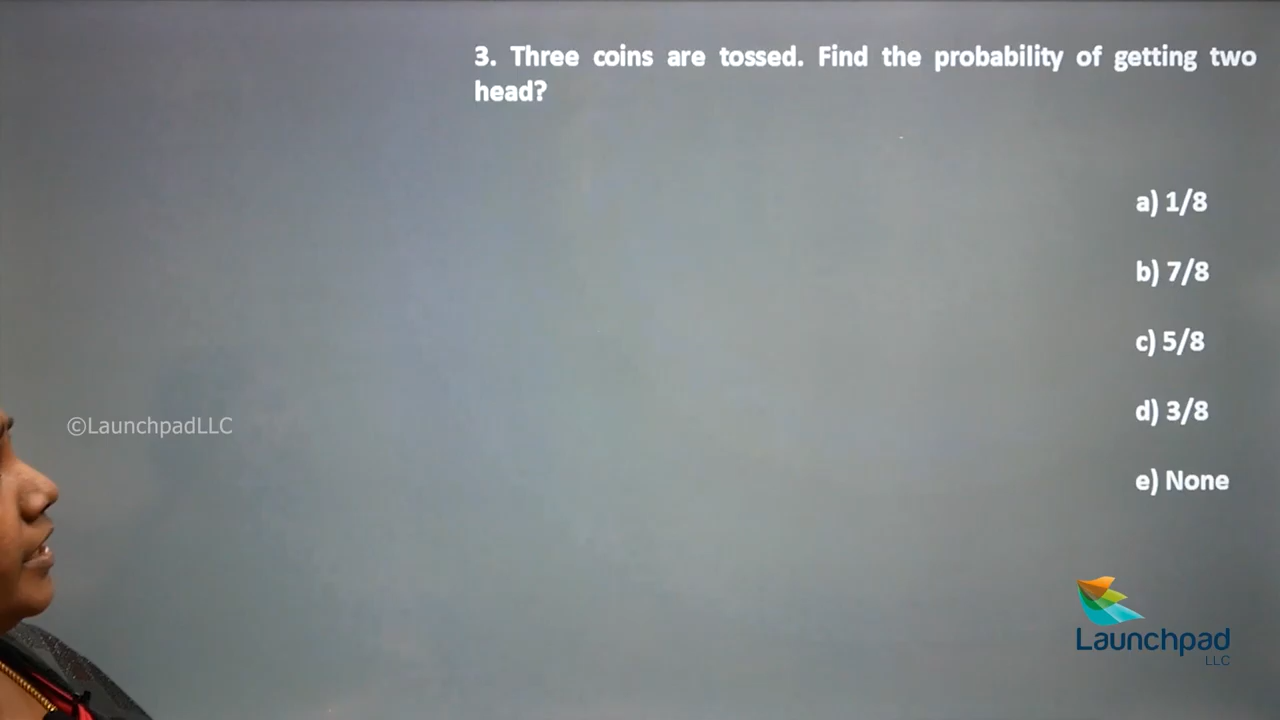 3. Three coins are tossed. Find the probability of getting two
head?
a) 1/8
b) 7/8
c) 5/8
d) 3/8
e) None
©LaunchpadLLC
Launchpad
LLC